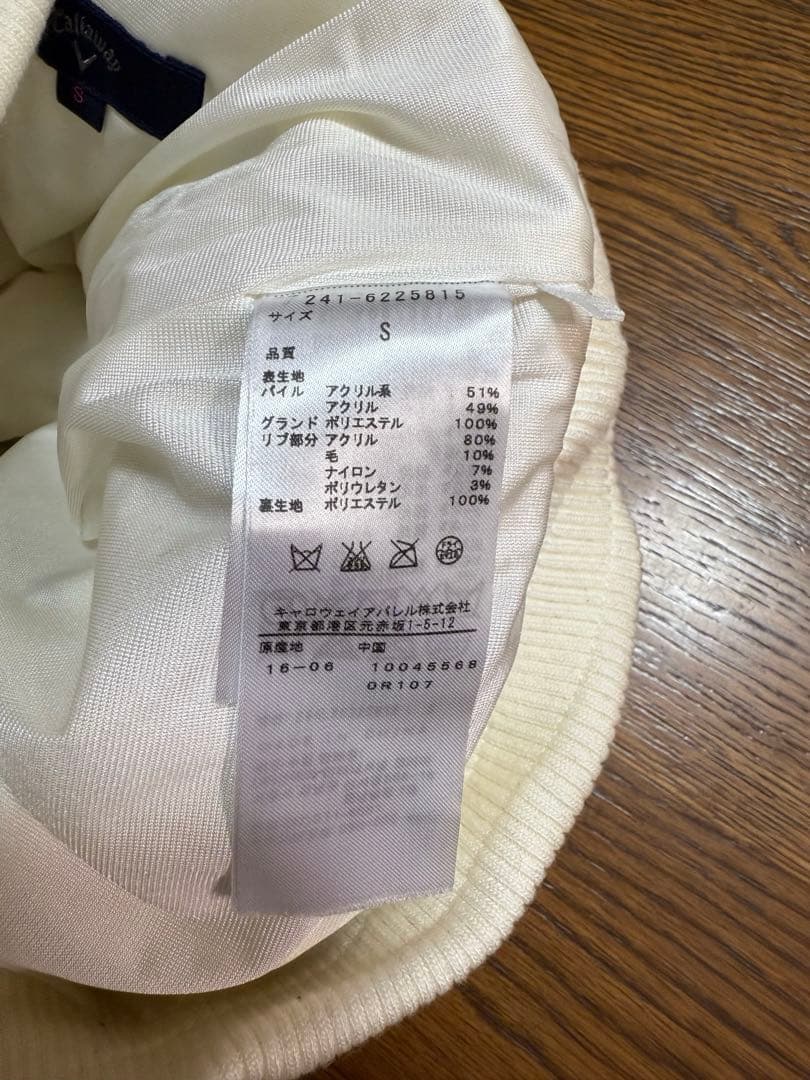 Callaway
S
241-6225815
サイズ
S
品質
表生地
パイル アクリル系 51%
アクリル 49%
グランド ポリエステル 100%
リブ部分 アクリル 80%
毛 10%
ナイロン 7%
ポリウレタン 3%
裏生地 ポリエステル 100%
ドライ
キャロウェイアパレル株式会社
東京都港区元赤坂1-5-12
原産地 中国
16-06 10045568
0R107